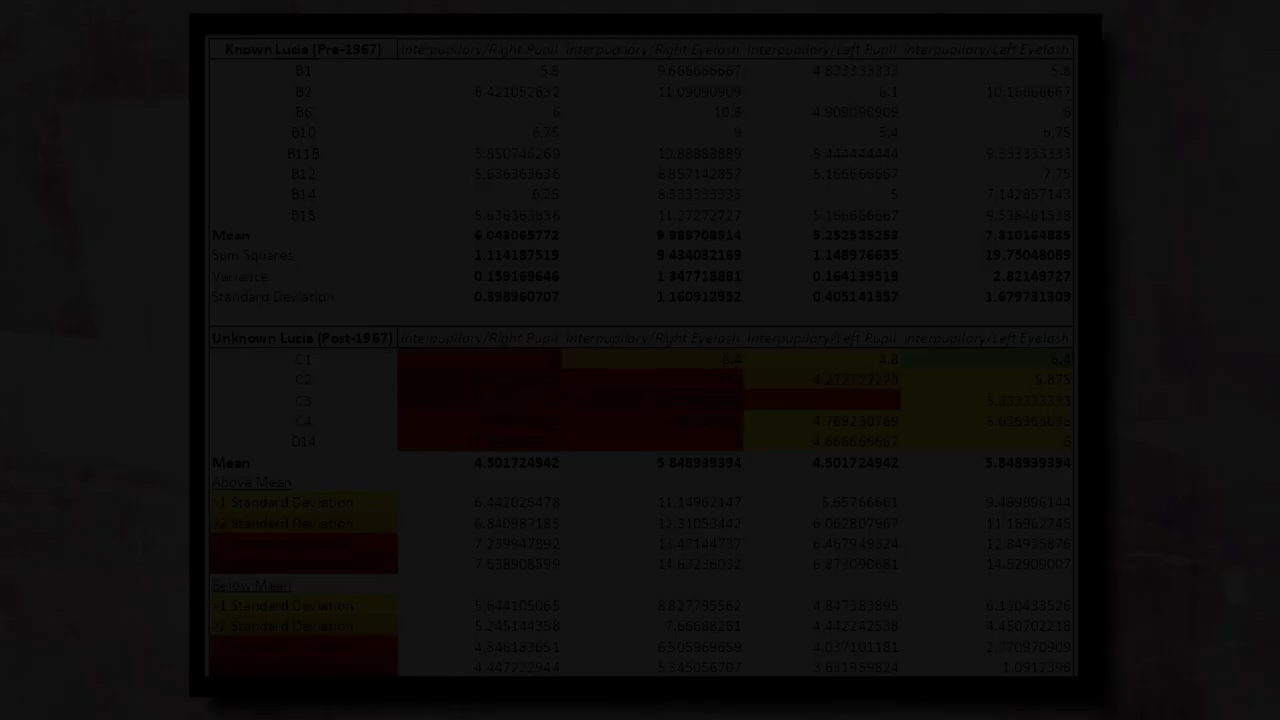 Known Lucia (Pre-1967) Interpupilary/Right Pupil Interpupilary/Right Eyelash Interpupilary/Left Pupil Interpupilary/Left Eyelash
B1 5.8 9.666666667 4.833333333 5.8
B2 6.421052632 11.09090909 6.1 10.16666667
B6 6 10.8 4.909090909 6
B10 6.75 9 5.4 6.75
B11B 5.850746269 10.88888889 5.444444444 9.333333333
B12 5.636363636 8.857142857 5.166666667 7.75
B14 6.25 8.333333333 5 7.142857143
B15 5.636363636 11.27272727 5.166666667 9.538461538
Mean 6.043065772 9.988708514 5.252525253 7.810164835
Sum Squares 1.114187519 9.434032169 1.148976635 19.75048089
Variance 0.159169646 1.347718881 0.164139519 2.82149727
Standard Deviation 0.398960707 1.160912952 0.405141357 1.679731309
Unknown Lucia (Post-1967) Interpupilary/Right Pupil Interpupilary/Right Eyelash Interpupilary/Left Pupil Interpupilary/Left Eyelash
C1 6.4 4.8 6.4
C2 4.272727273 5.875
C3 5.333333333
C4 4.769230769 5.636363636
D14 4.666666667 6
Mean 4.501724942 5.848939394 4.501724942 5.848939394
Above Mean
+1 Standard Deviation 6.442026478 11.14962147 5.65766661 9.489896144
+2 Standard Deviation 6.840987185 12.31053442 6.062807967 11.16962745
7.239947892 13.47144737 6.467949324 12.84935876
7.638908599 14.63236032 6.873090681 14.52909007
Below Mean
-1 Standard Deviation 5.644105065 8.827795562 4.847383895 6.130433526
-2 Standard Deviation 5.245144358 7.66688261 4.442242538 4.450702218
4.846183651 6.505969659 4.037101181 2.770970909
4.447222944 5.345056707 3.631959824 1.0912396